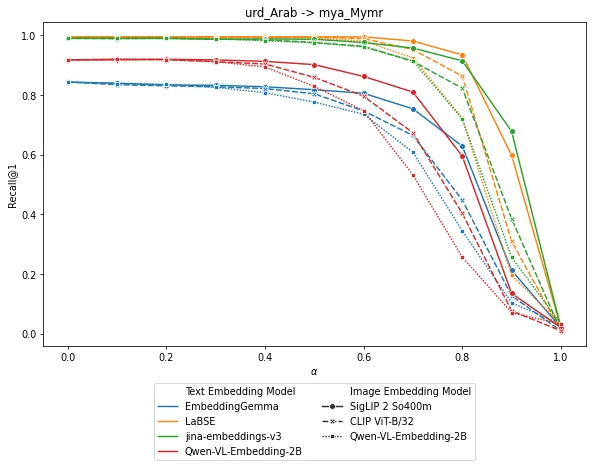 urd_Arab -> mya_Mymr
1.0
0.8
0.6
0.4
0.2
0.0
Recall@1
0.0 0.2 0.4 0.6 0.8 1.0
α
Text Embedding Model Image Embedding Model
EmbeddingGemma SigLIP 2 So400m
LaBSE CLIP ViT-B/32
jina-embeddings-v3 Qwen-VL-Embedding-2B
Qwen-VL-Embedding-2B